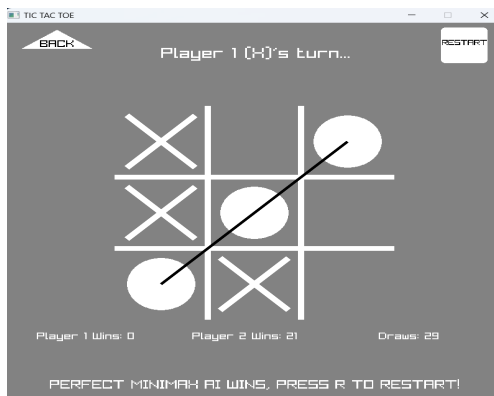 TIC TAC TOE
BACK
Player 1 (X)'s turn...
RESTART
Player 1 Wins: 0
Player 2 Wins: 21
Draws: 29
PERFECT MINIMAX AI WINS, PRESS R TO RESTART!